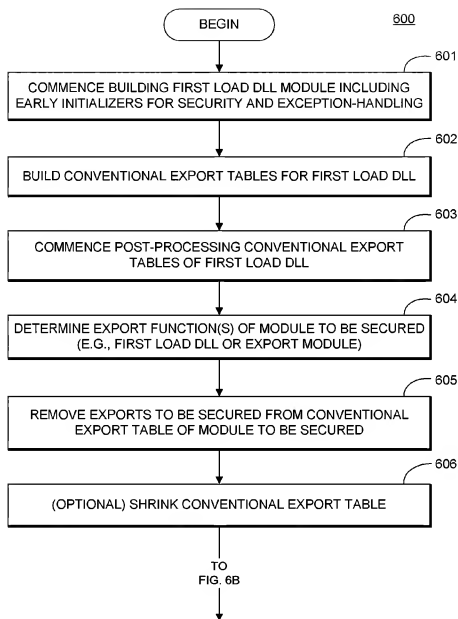 BEGIN
600
601
COMMENCE BUILDING FIRST LOAD DLL MODULE INCLUDING
EARLY INITIALIZERS FOR SECURITY AND EXCEPTION-HANDLING
602
BUILD CONVENTIONAL EXPORT TABLES FOR FIRST LOAD DLL
603
COMMENCE POST-PROCESSING CONVENTIONAL EXPORT
TABLES OF FIRST LOAD DLL
604
DETERMINE EXPORT FUNCTION(S) OF MODULE TO BE SECURED
(E.G., FIRST LOAD DLL OR EXPORT MODULE)
605
REMOVE EXPORTS TO BE SECURED FROM CONVENTIONAL
EXPORT TABLE OF MODULE TO BE SECURED
606
(OPTIONAL) SHRINK CONVENTIONAL EXPORT TABLE
TO
FIG. 6B